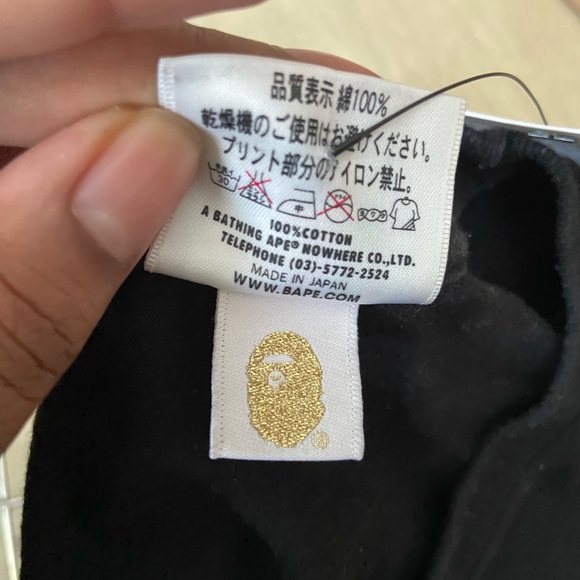 品質表示 綿100%
乾燥機のご使用はお避けください。
プリント部分のアイロン禁止。
中
100%COTTON
A BATHING APE® NOWHERE CO.,LTD.
TELEPHONE (03)-5772-2524
MADE IN JAPAN
WWW.BAPE.COM
®